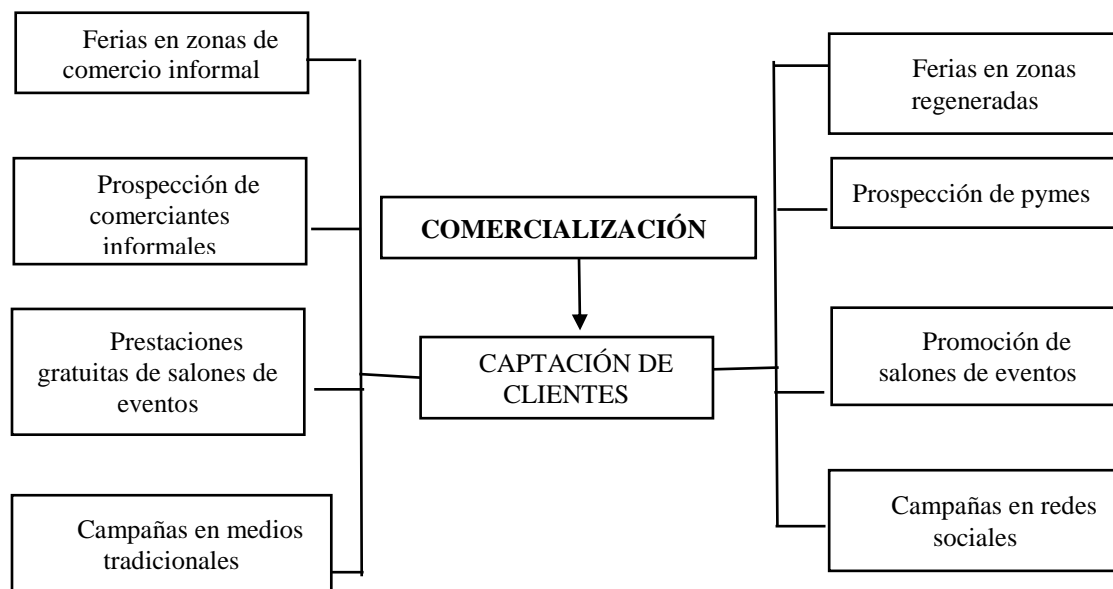 Ferias en zonas de
comercio informal
Prospección de
comerciantes
informales
Prestaciones
gratuitas de salones de
eventos
Campañas en medios
tradicionales
COMERCIALIZACIÓN
CAPTACIÓN DE
CLIENTES
Ferias en zonas
regeneradas
Prospección de pymes
Promoción de
salones de eventos
Campañas en redes
sociales